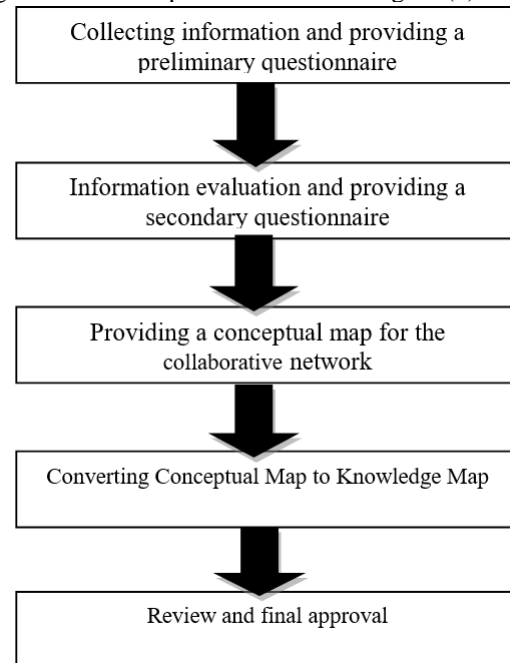 Collecting information and providing a
preliminary questionnaire
Information evaluation and providing a
secondary questionnaire
Providing a conceptual map for the
collaborative network
Converting Conceptual Map to Knowledge Map
Review and final approval